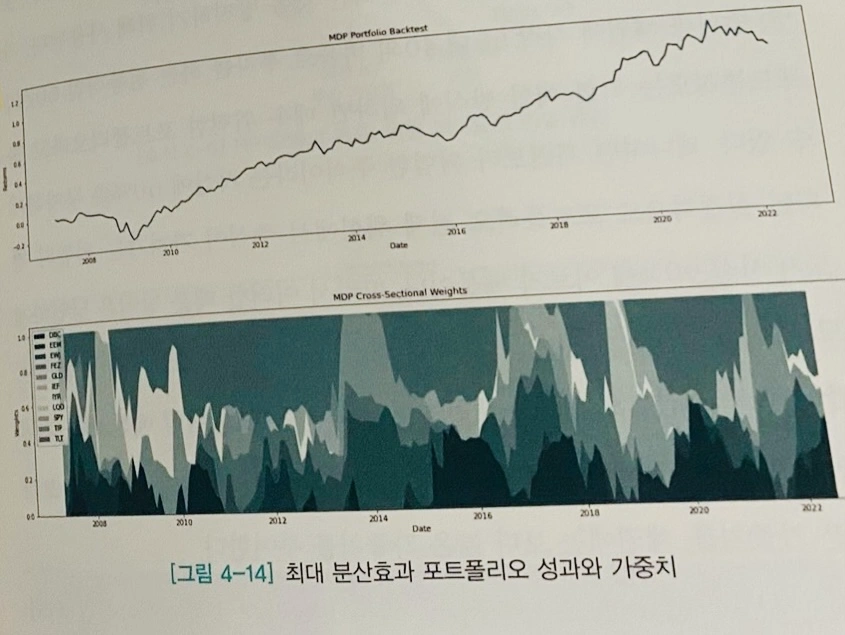 MDP Portfolio Backtest
1.2
1.0
0.8
0.6
0.4
0.2
0.0
-0.2
Returns
2008 2010 2012 2014 2016 2018 2020 2022
Date
MDP Cross-Sectional Weights
1.0
0.8
0.6
0.4
0.2
0.0
Weights
DBC
EEM
EWJ
FEZ
GLD
IEF
IYR
LQD
SPY
TIP
TLT
2008 2010 2012 2014 2016 2018 2020 2021
Date
[그림 4-14] 최대 분산효과 포트폴리오 성과와 가중치